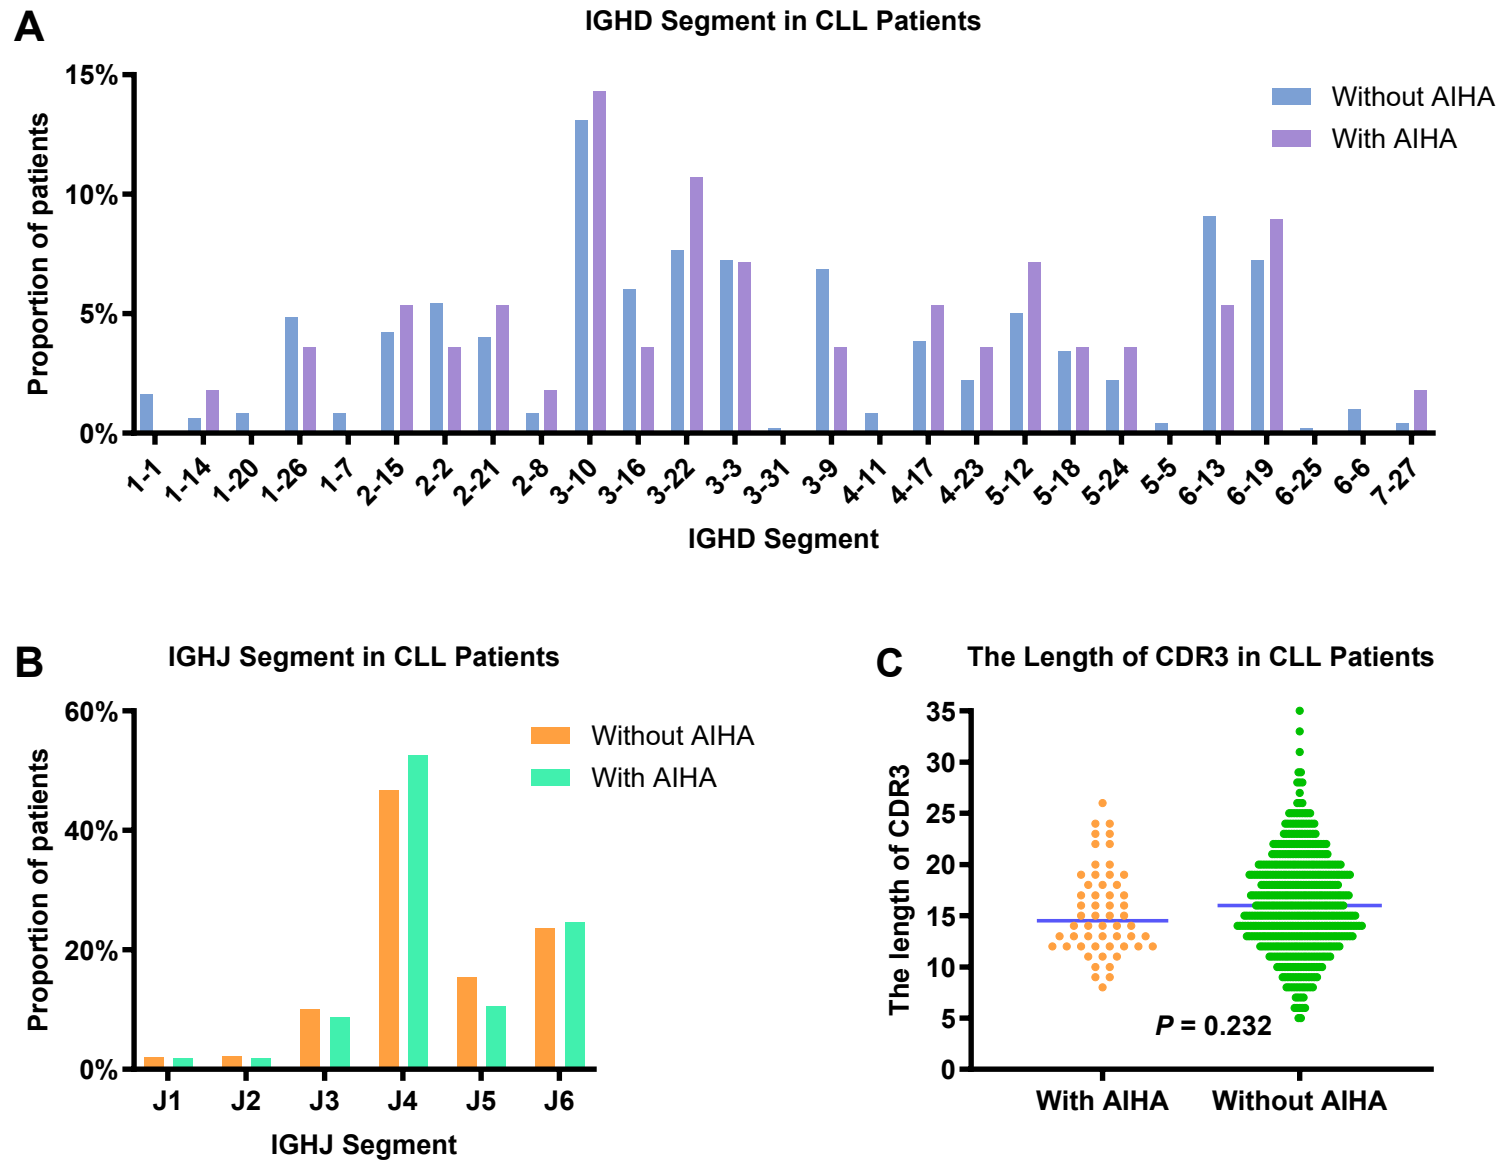 A
IGHD Segment in CLL Patients
15%
10%
5%
0%
Proportion of patients
Without AIHA
With AIHA
1-1
1-14
1-20
1-26
1-7
2-15
2-2
2-21
2-8
3-10
3-16
3-22
3-3
3-31
3-9
4-11
4-17
4-23
5-12
5-18
5-24
5-5
6-13
6-19
6-25
6-6
7-27
IGHD Segment
B
IGHJ Segment in CLL Patients
60%
40%
20%
0%
Proportion of patients
Without AIHA
With AIHA
J1
J2
J3
J4
J5
J6
IGHJ Segment
C
The Length of CDR3 in CLL Patients
35
30
25
20
15
10
5
0
The length of CDR3
P = 0.232
With AIHA
Without AIHA